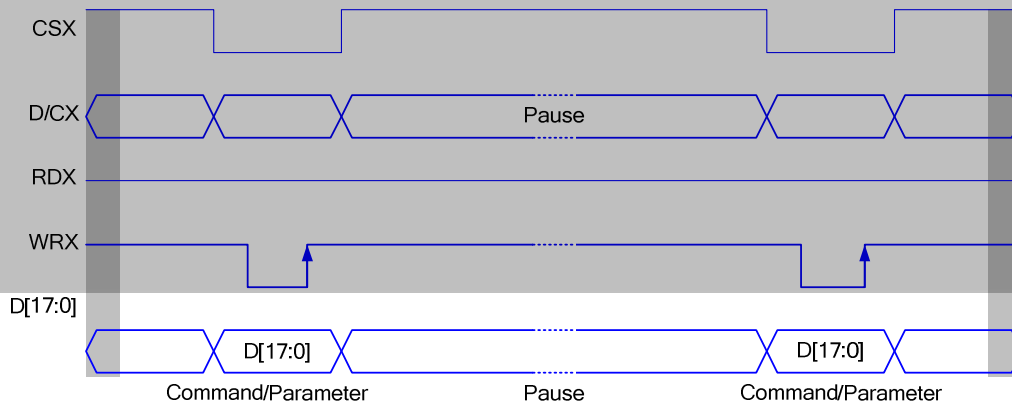 CSX
D/CX
Pause
RDX
WRX
D[17:0]
D[17:0] D[17:0]
Command/Parameter Pause Command/Parameter